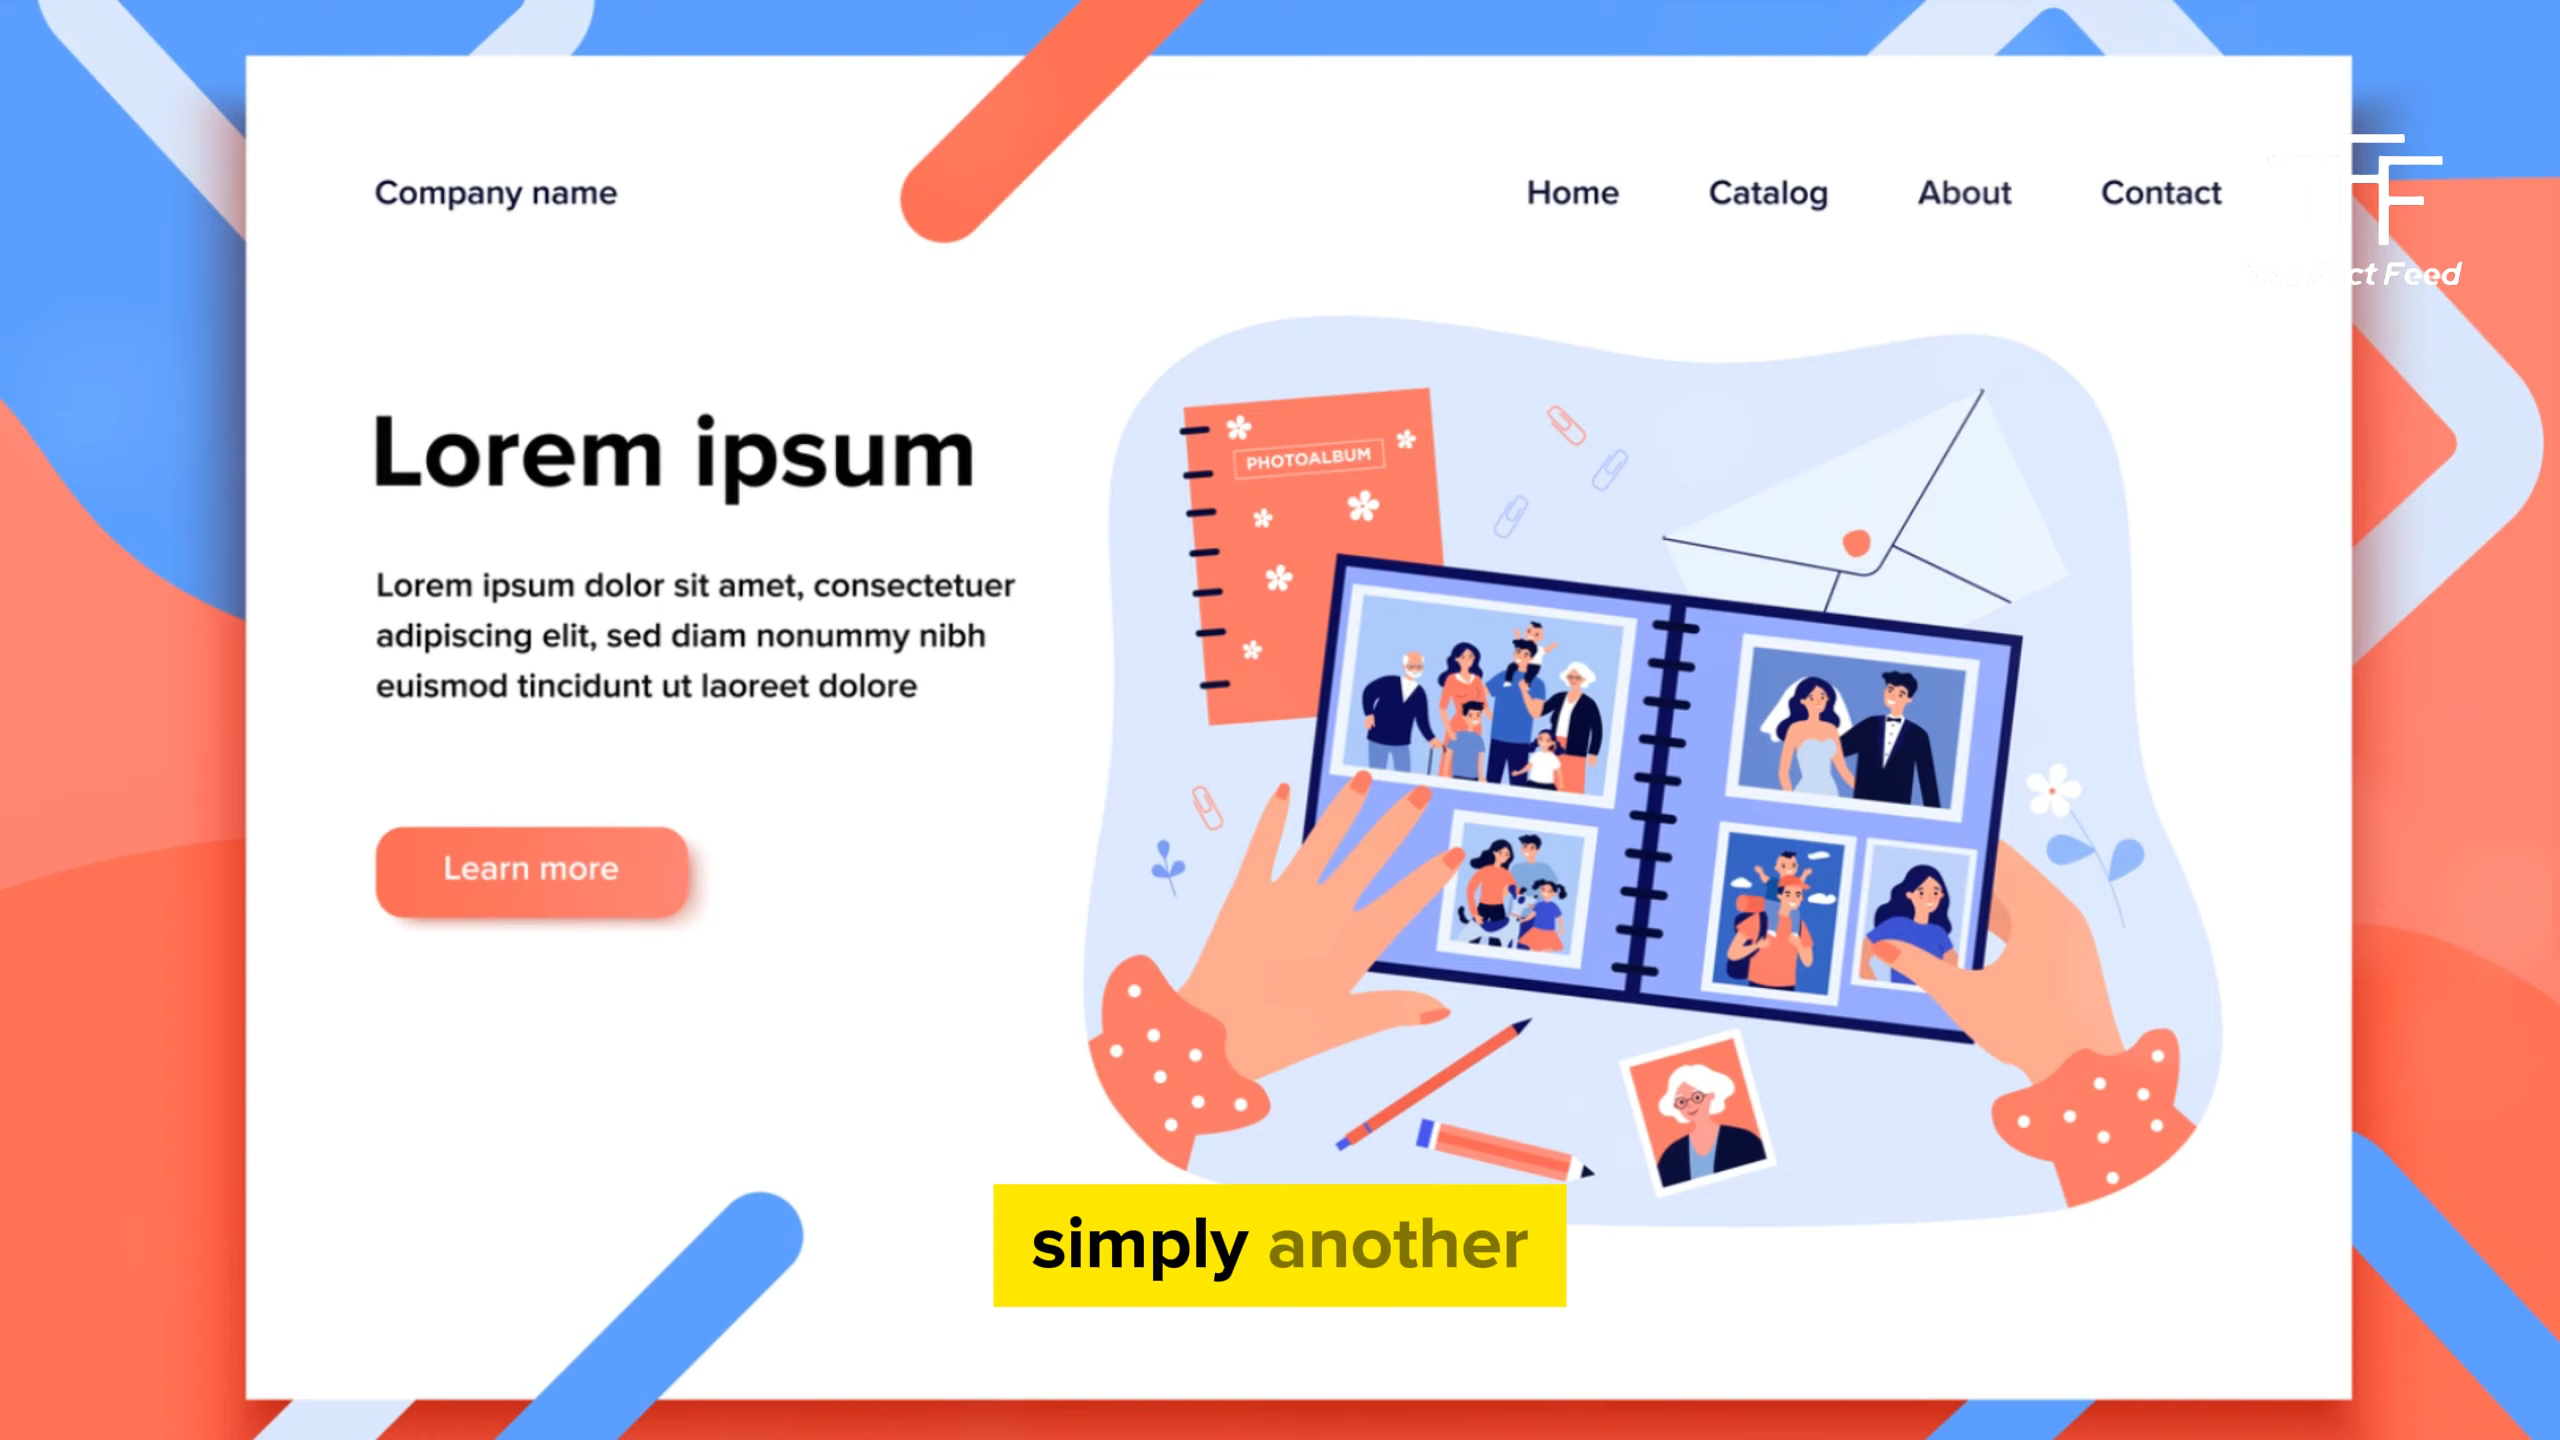 Company name
Home Catalog About Contact
Feed
Lorem ipsum
Lorem ipsum dolor sit amet, consectetuer
adipiscing elit, sed diam nonummy nibh
euismod tincidunt ut laoreet dolore
Learn more
PHOTOALBUM
simply another